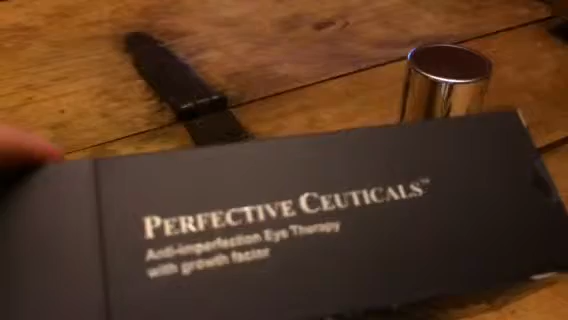 PERFECTIVE CEUTICALS™
Anti-imperfection Eye Therapy
with growth factor